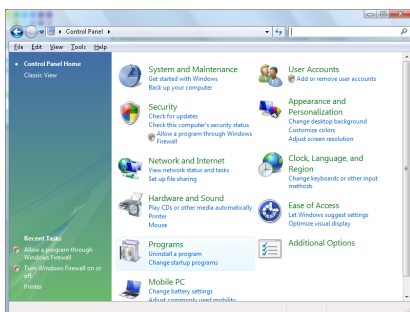 Control Panel
File Edit View Tools Help
Control Panel Home
Classic View
Recent Tasks
Allow a program through
Windows Firewall
Turn Windows Firewall on or
off
Printer
System and Maintenance
Get started with Windows
Back up your computer
Security
Check for updates
Check this computer's security status
Allow a program through Windows
Firewall
Network and Internet
View network status and tasks
Set up file sharing
Hardware and Sound
Play CDs or other media automatically
Printer
Mouse
Programs
Uninstall a program
Change startup programs
Mobile PC
Change battery settings
Adjust commonly used mobility
User Accounts
Add or remove user accounts
Appearance and
Personalization
Change desktop background
Customize colors
Adjust screen resolution
Clock, Language, and
Region
Change keyboards or other input
methods
Ease of Access
Let Windows suggest settings
Optimize visual display
Additional Options